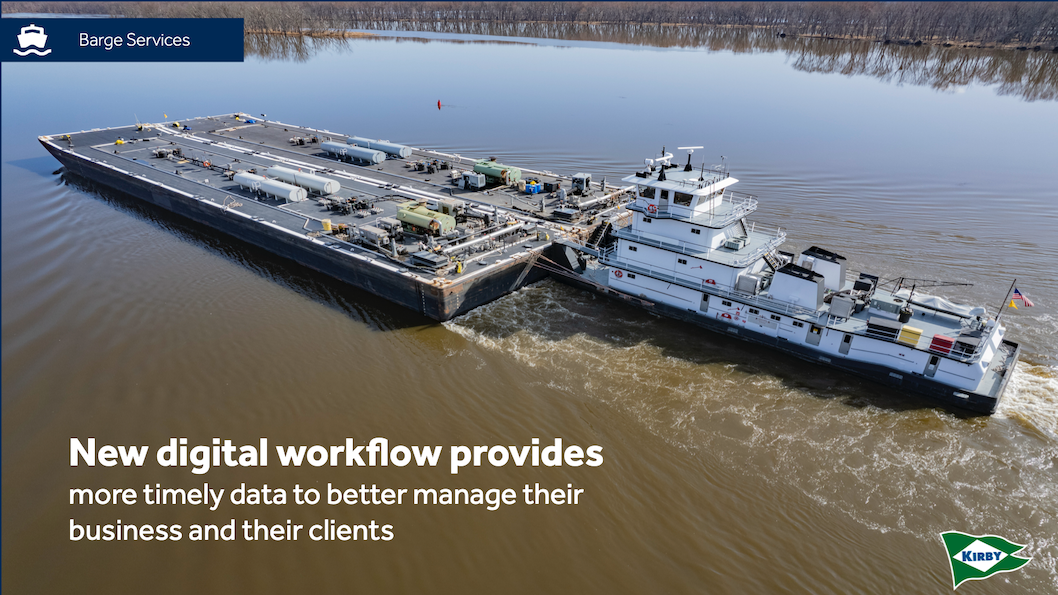 Barge Services
New digital workflow provides
more timely data to better manage their
business and their clients
KIRBY